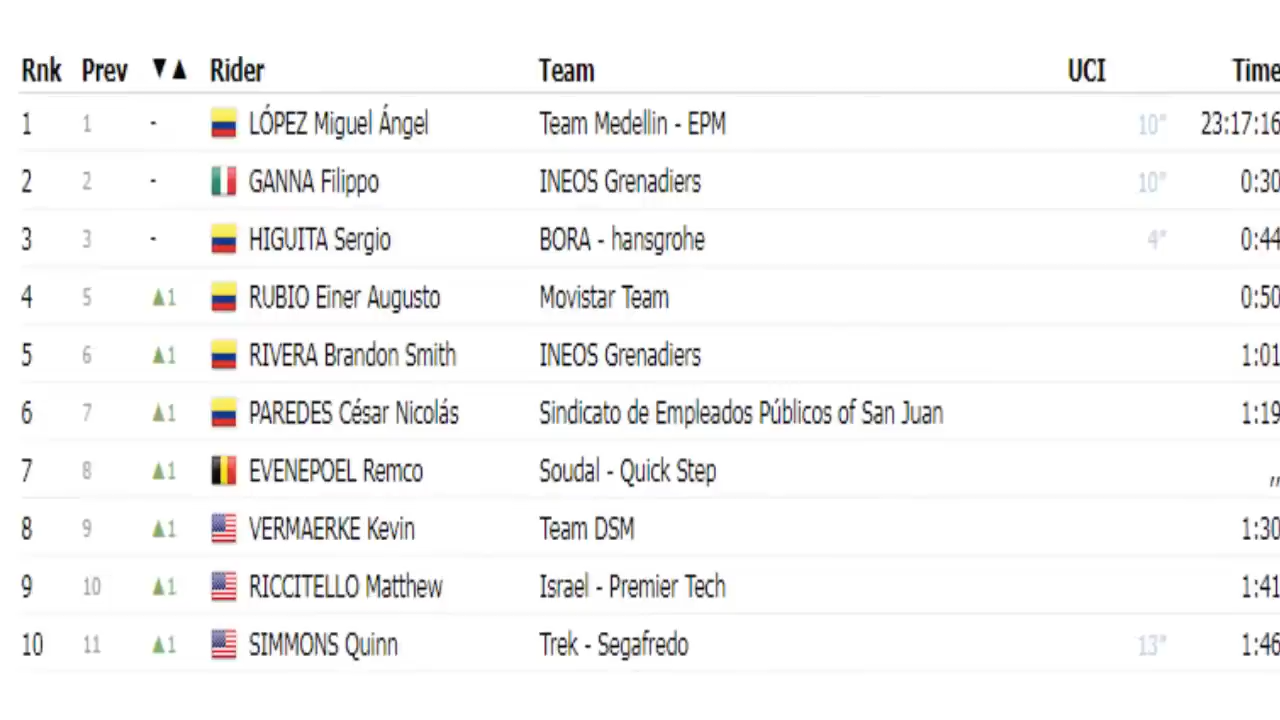 Rnk Prev ▼▲ Rider Team UCI Time
1 1 - LÓPEZ Miguel Ángel Team Medellin - EPM 10" 23:17:16
2 2 - GANNA Filippo INEOS Grenadiers 10" 0:30
3 3 - HIGUITA Sergio BORA - hansgrohe 4" 0:44
4 5 ▲1 RUBIO Einer Augusto Movistar Team 0:50
5 6 ▲1 RIVERA Brandon Smith INEOS Grenadiers 1:01
6 7 ▲1 PAREDES César Nicolás Sindicato de Empleados Públicos of San Juan 1:19
7 8 ▲1 EVENEPOEL Remco Soudal - Quick Step ,,
8 9 ▲1 VERMAERKE Kevin Team DSM 1:30
9 10 ▲1 RICCITELLO Matthew Israel - Premier Tech 1:41
10 11 ▲1 SIMMONS Quinn Trek - Segafredo 13" 1:46